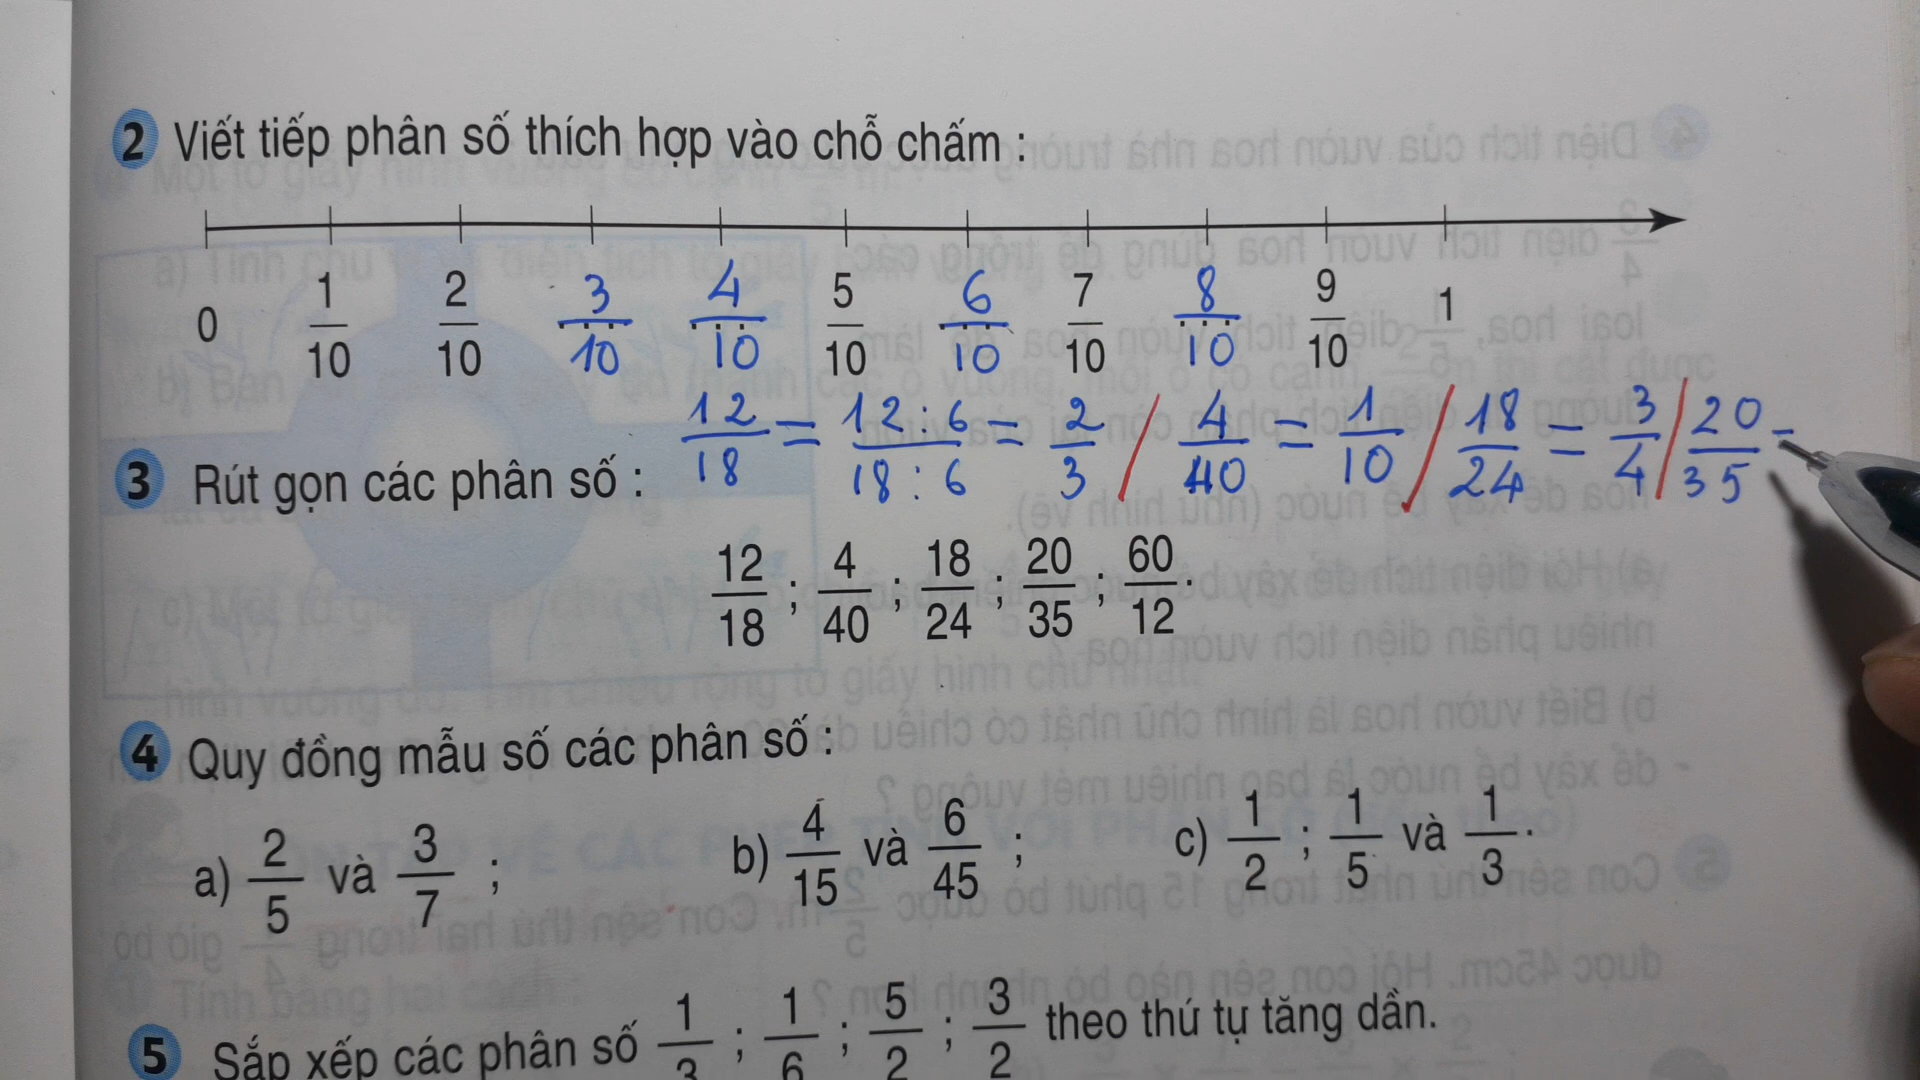 2 Viết tiếp phân số thích hợp vào chỗ chấm :
0 1/10 2/10 3/10 4/10 5/10 6/10 7/10 8/10 9/10 1
12/18 = 12:6/18:6 = 2/3 / 4/40 = 1/10 / 18/24 = 3/4 / 20/35 =
3 Rút gọn các phân số :
12/18 ; 4/40 ; 18/24 ; 20/35 ; 60/12 .
4 Quy đồng mẫu số các phân số :
a) 2/5 và 3/7 ; b) 4/15 và 6/45 ; c) 1/2 ; 1/5 và 1/3 .
5 Sắp xếp các phân số 1/3 ; 1/6 ; 5/2 ; 3/2 theo thứ tự tăng dần.